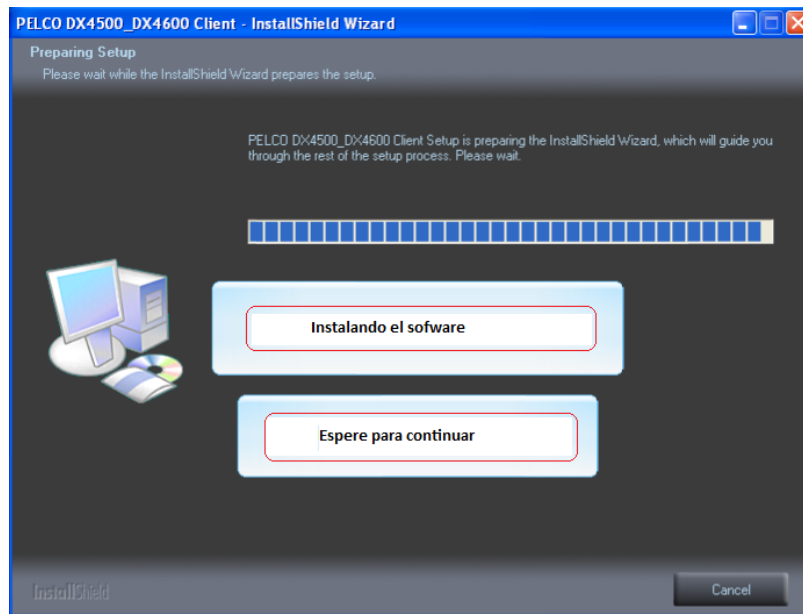 PELCO DX4500_DX4600 Client - InstallShield Wizard
Preparing Setup
Please wait while the InstallShield Wizard prepares the setup.
PELCO DX4500_DX4600 Client Setup is preparing the InstallShield Wizard, which will guide you
through the rest of the setup process. Please wait.
Instalando el sofware
Espere para continuar
InstallShield
Cancel